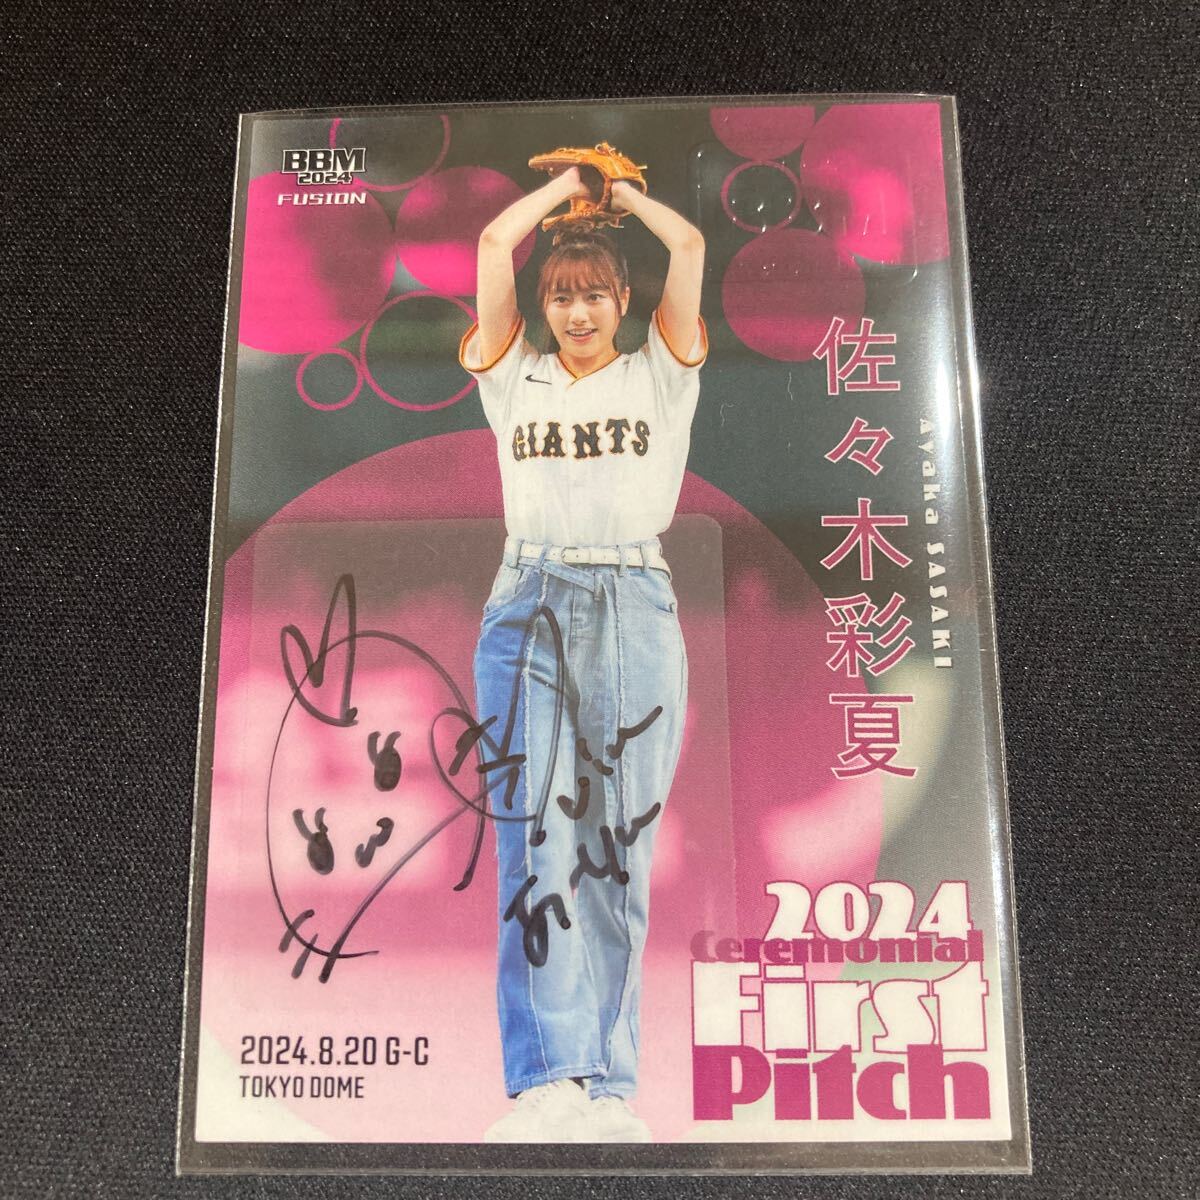 BBM
2024
FUSION
GIANTS
佐々木彩夏
Ayaka SASAKI
2024
Ceremonial
First
Pitch
2024.8.20 G-C
TOKYO DOME